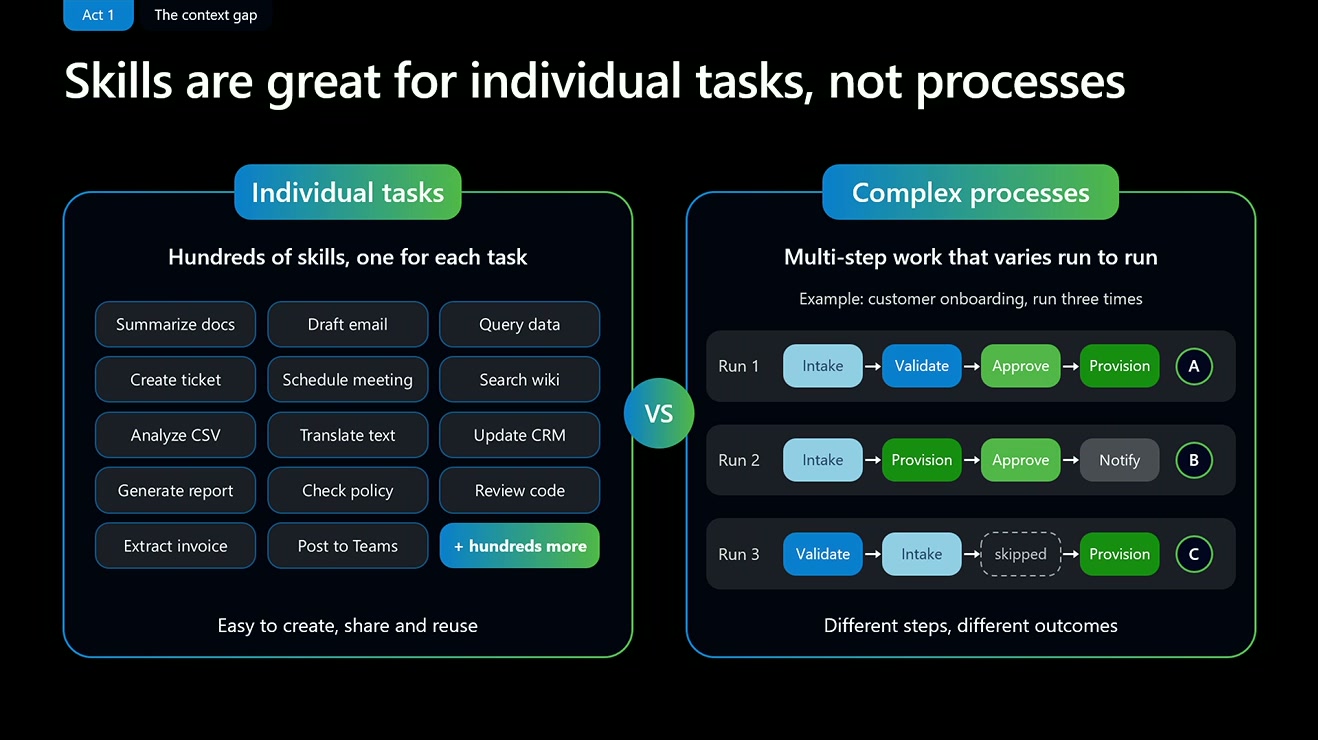 Act 1
The context gap
Skills are great for individual tasks, not processes
Individual tasks
Hundreds of skills, one for each task
Summarize docs
Draft email
Query data
Create ticket
Schedule meeting
Search wiki
Analyze CSV
Translate text
Update CRM
Generate report
Check policy
Review code
Extract invoice
Post to Teams
+ hundreds more
Easy to create, share and reuse
VS
Complex processes
Multi-step work that varies run to run
Example: customer onboarding, run three times
Run 1
Intake
Validate
Approve
Provision
A
Run 2
Intake
Provision
Approve
Notify
B
Run 3
Validate
Intake
skipped
Provision
C
Different steps, different outcomes